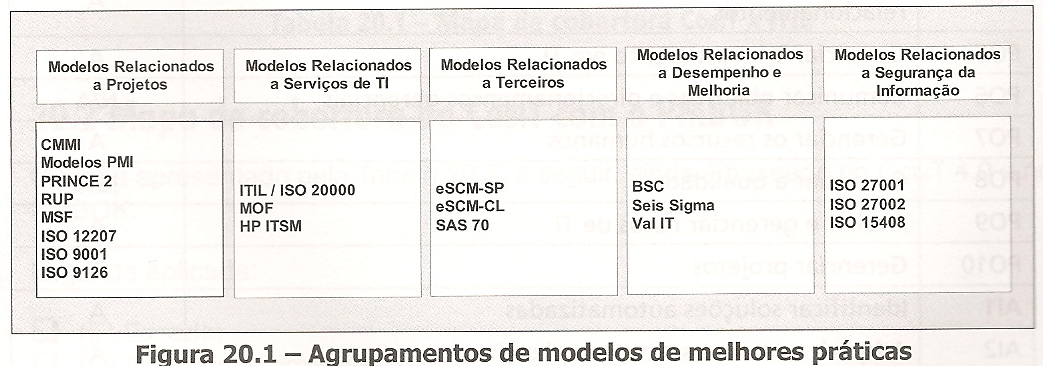 Modelos Relacionados
a Projetos
Modelos Relacionados
a Serviços de TI
Modelos Relacionados
a Terceiros
Modelos Relacionados
a Desempenho e
Melhoria
Modelos Relacionados
a Segurança da
Informação
CMMI
Modelos PMI
PRINCE 2
RUP
MSF
ISO 12207
ISO 9001
ISO 9126
ITIL / ISO 20000
MOF
HP ITSM
eSCM-SP
eSCM-CL
SAS 70
BSC
Seis Sigma
Val IT
ISO 27001
ISO 27002
ISO 15408
Figura 20.1 – Agrupamentos de modelos de melhores práticas